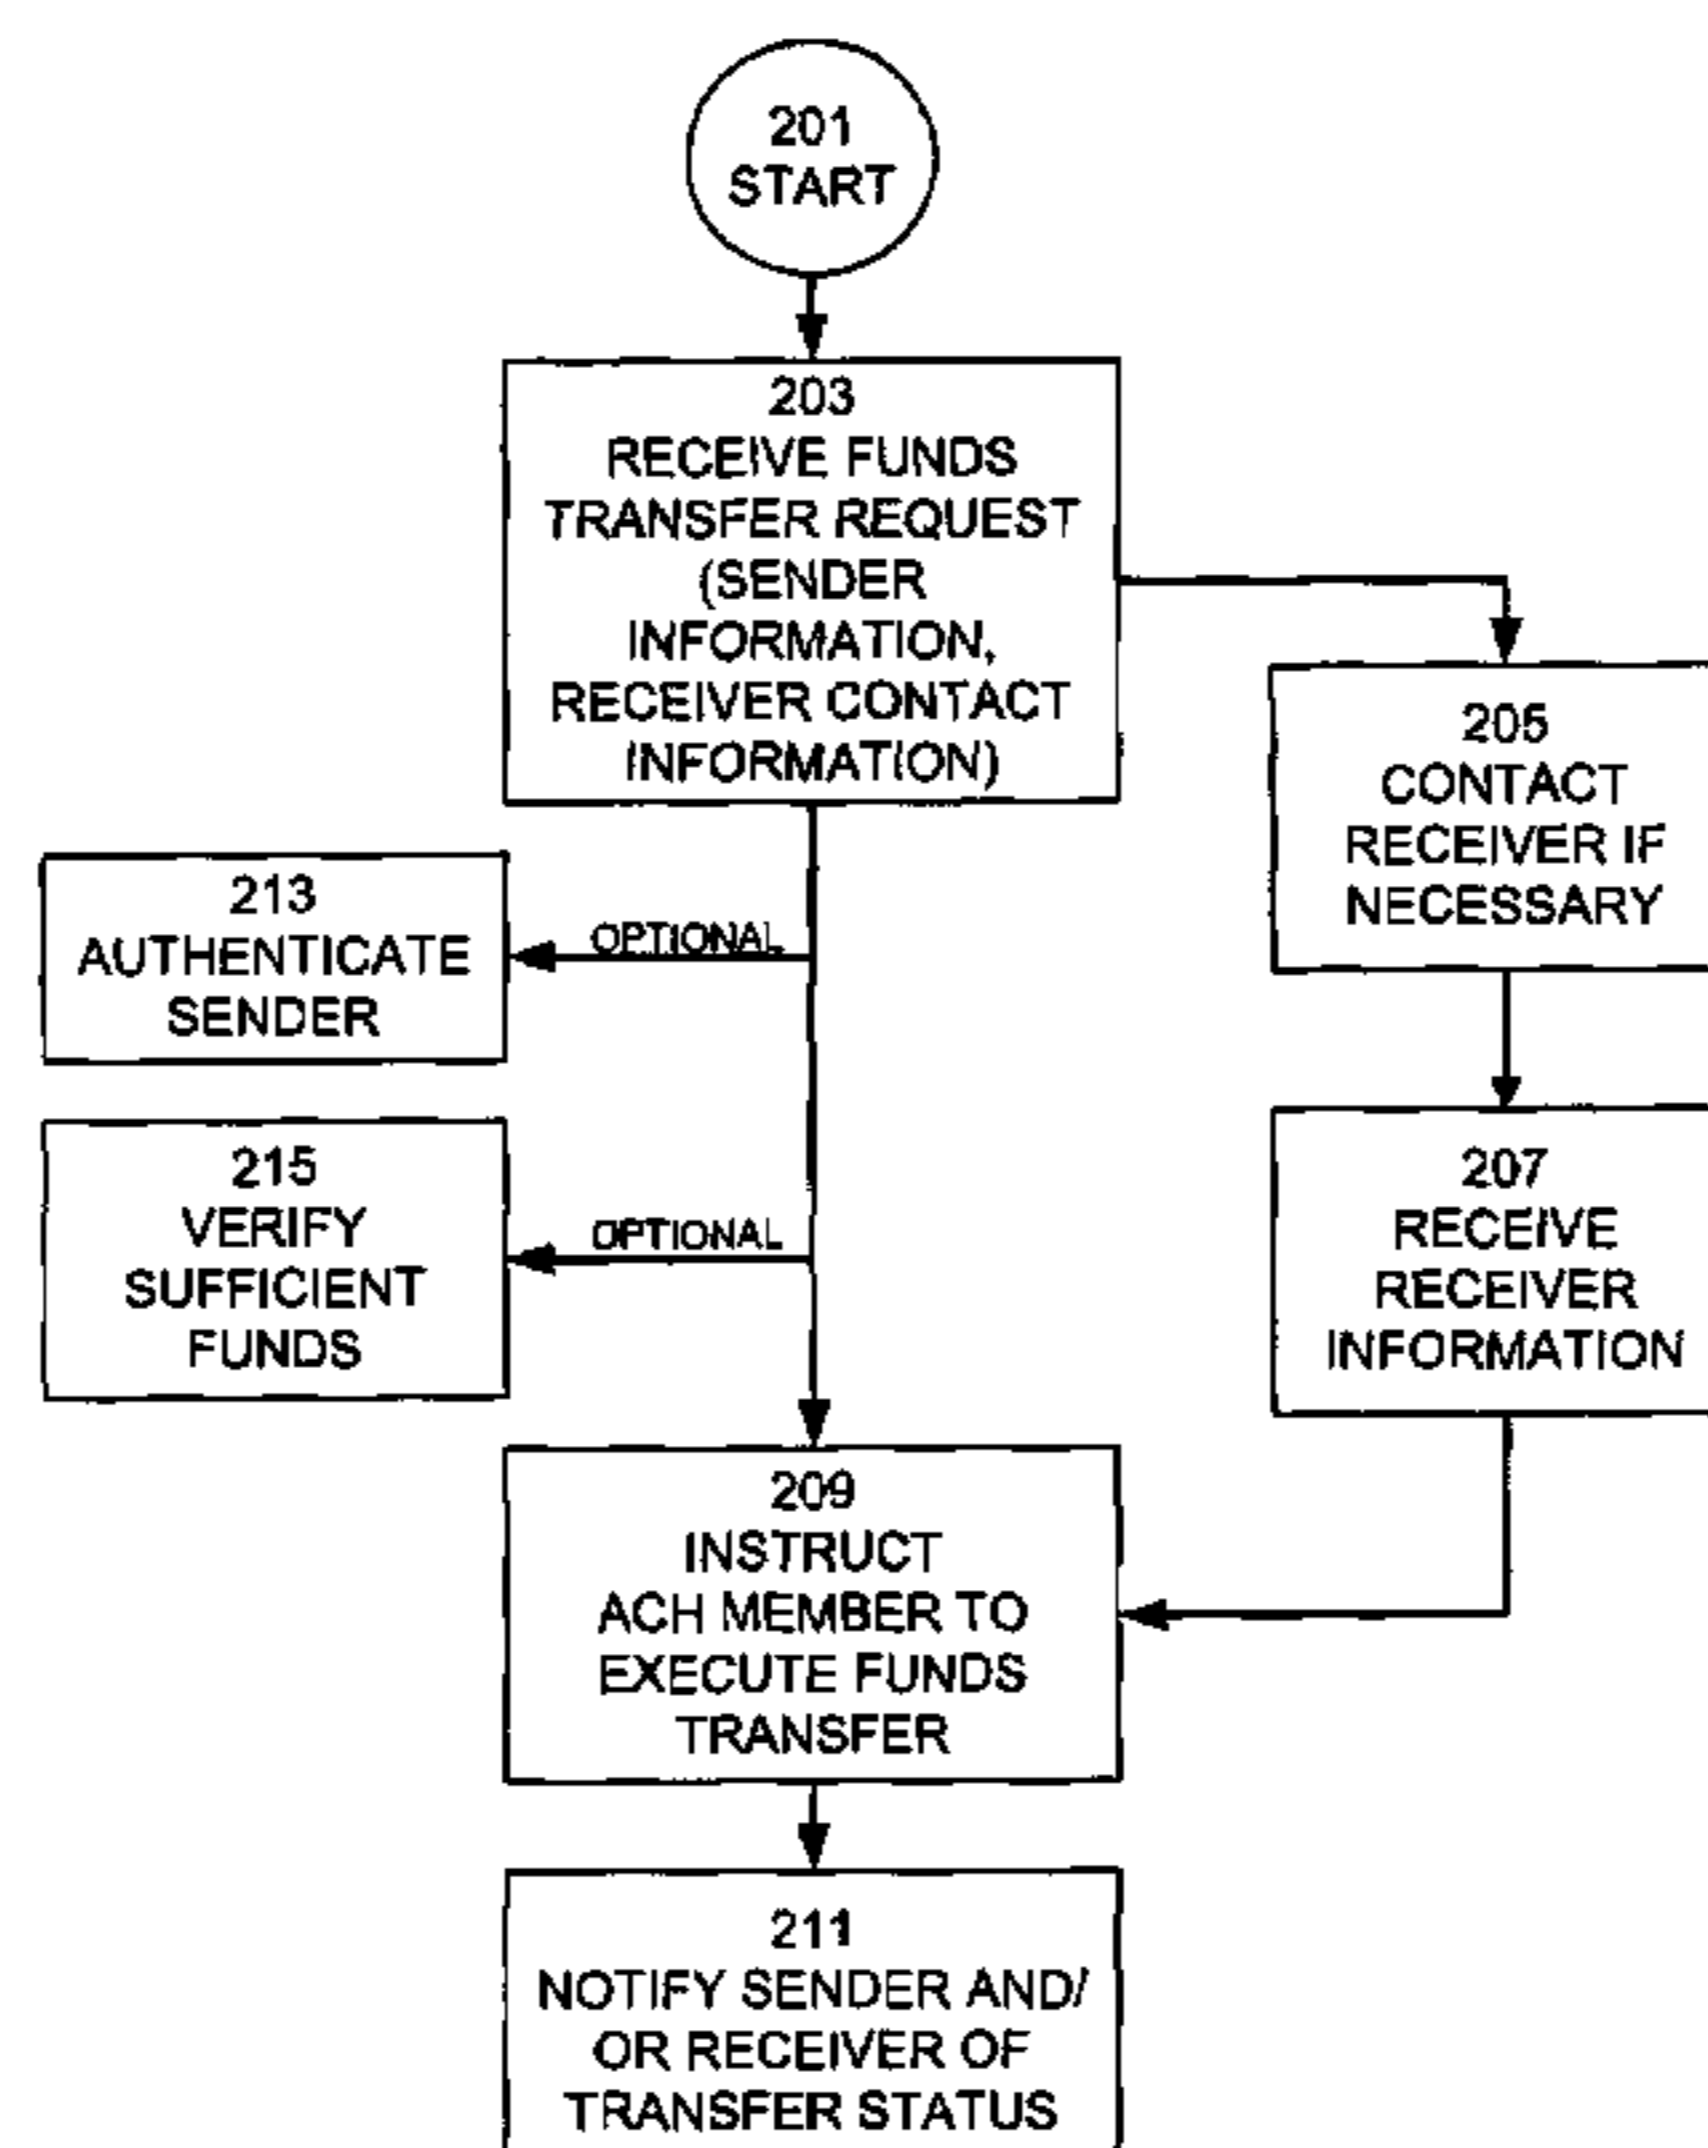 201
START
203
RECEIVE FUNDS
TRANSFER REQUEST
(SENDER
INFORMATION,
RECEIVER CONTACT
INFORMATION)
205
CONTACT
RECEIVER IF
NECESSARY
213
AUTHENTICATE
SENDER
OPTIONAL
215
VERIFY
SUFFICIENT
FUNDS
OPTIONAL
207
RECEIVE
RECEIVER
INFORMATION
209
INSTRUCT
ACH MEMBER TO
EXECUTE FUNDS
TRANSFER
211
NOTIFY SENDER AND/
OR RECEIVER OF
TRANSFER STATUS